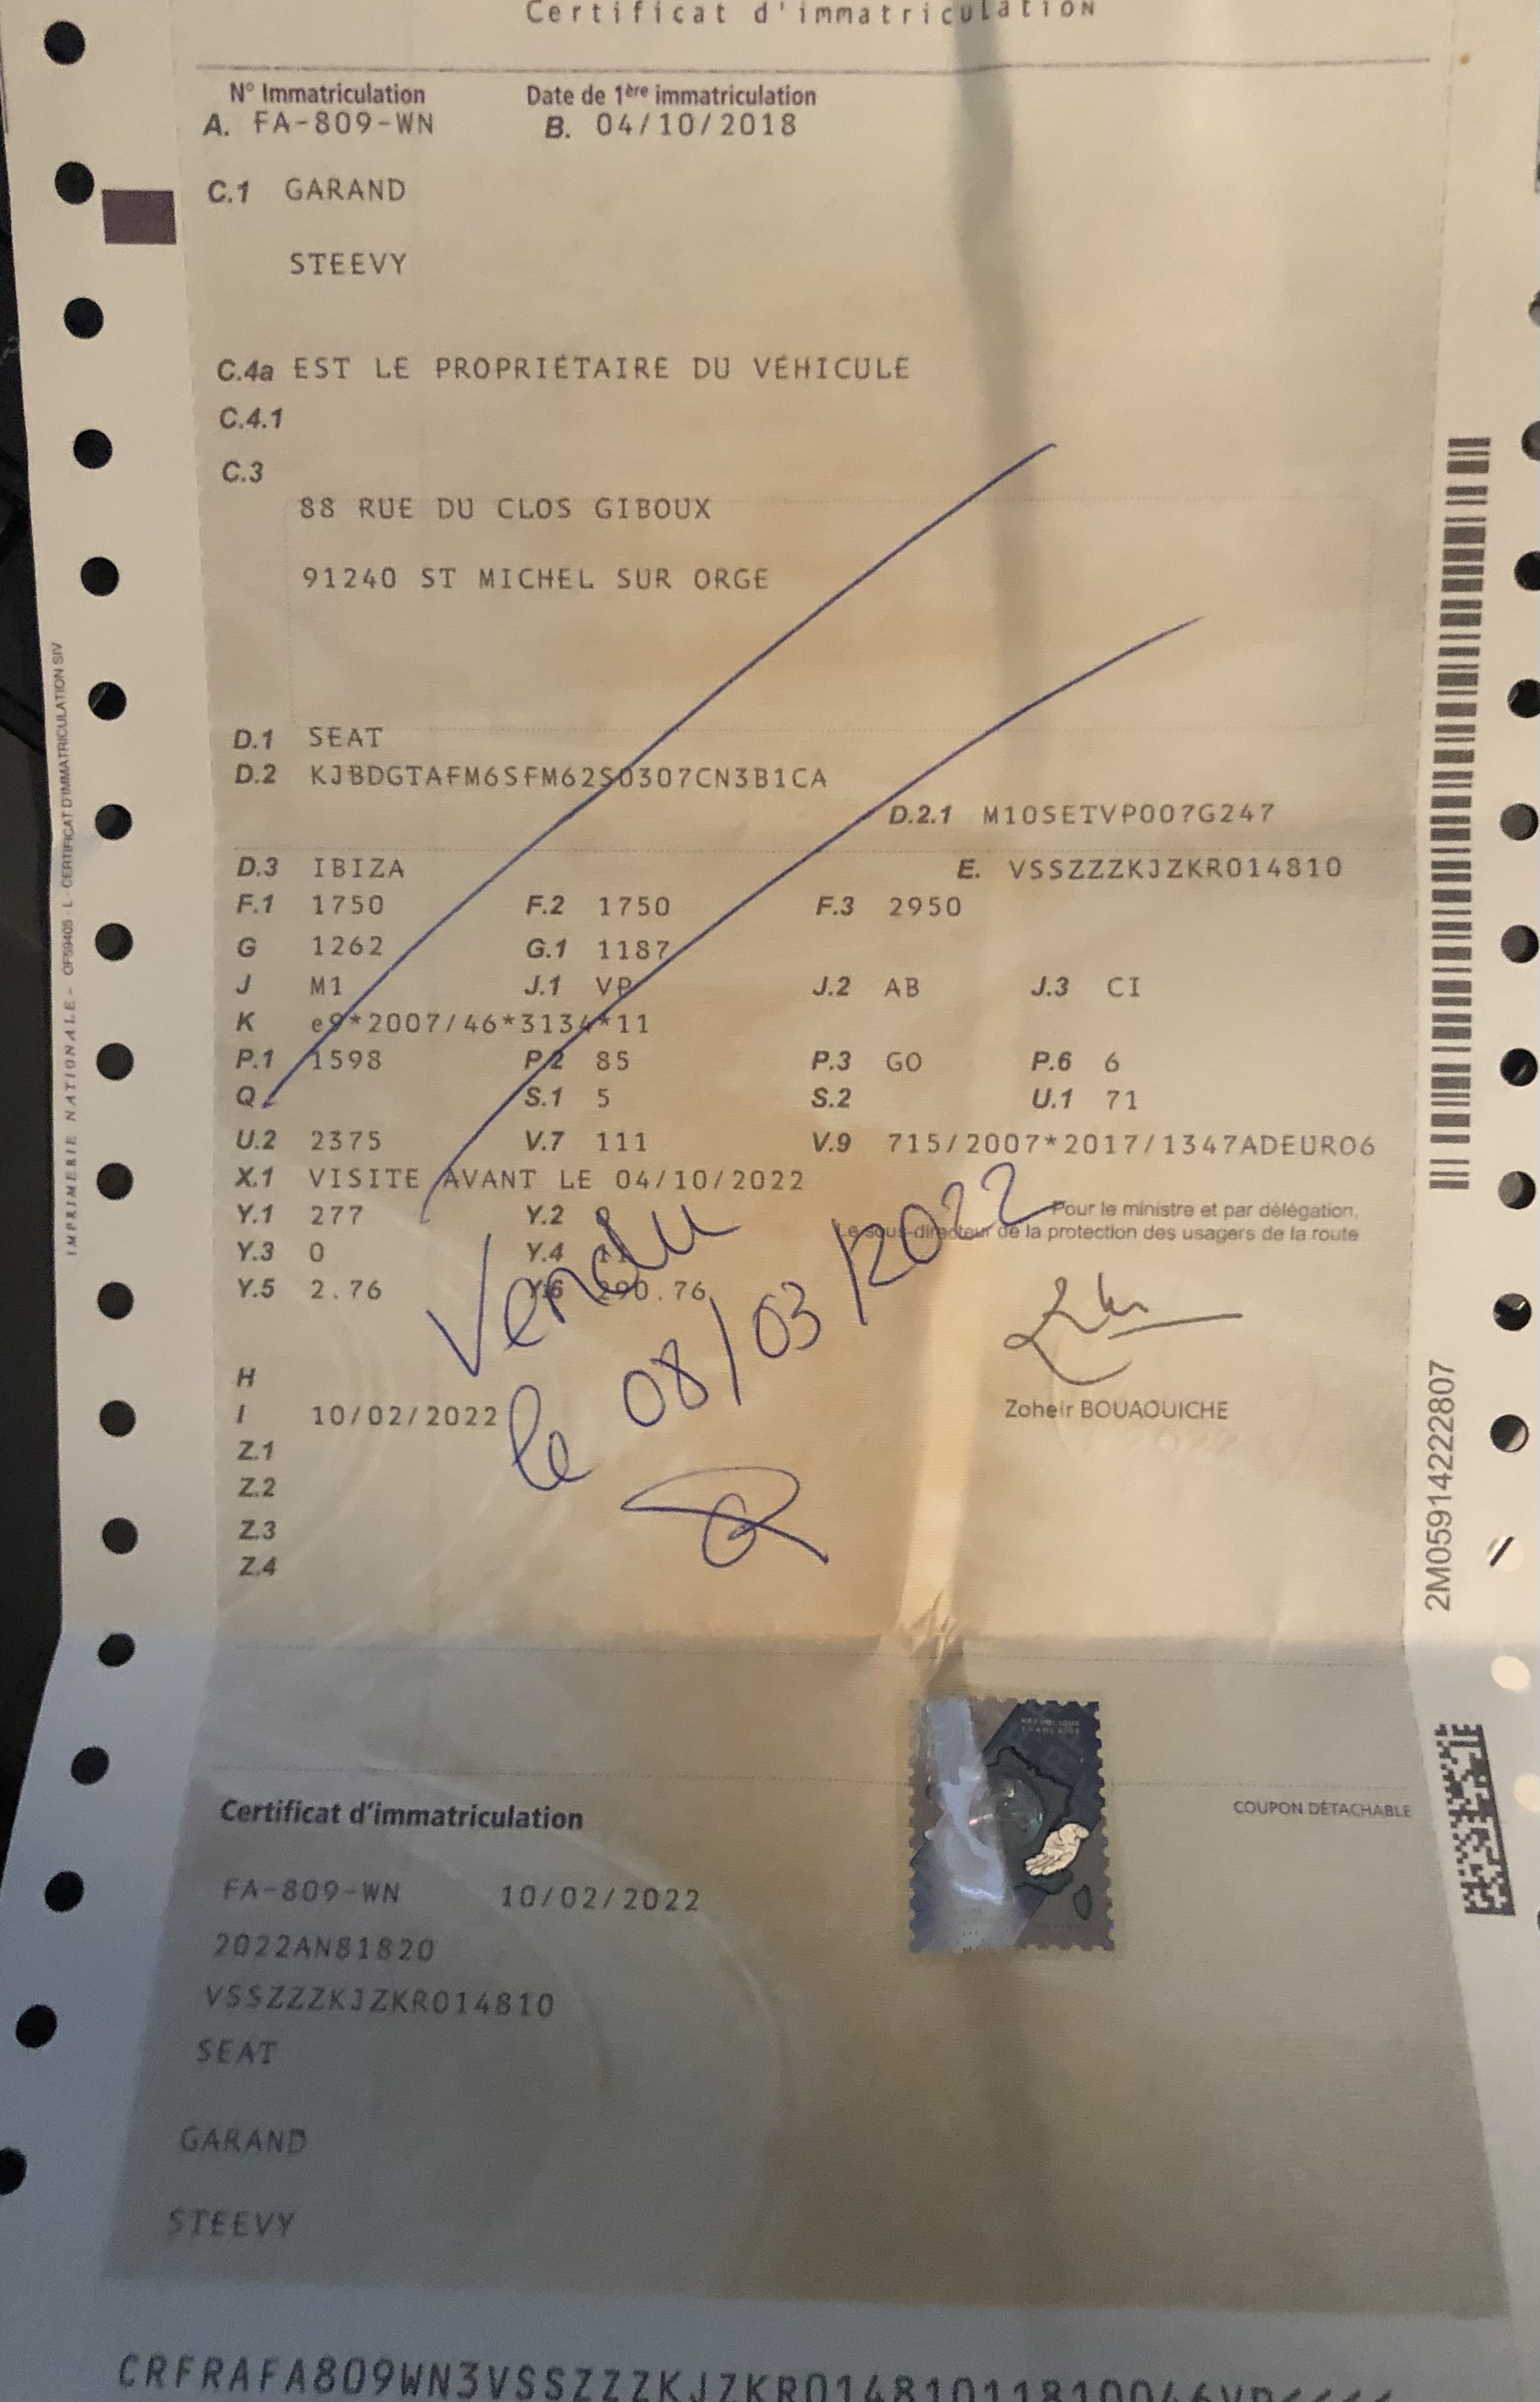 Certificat d'immatriculation
N° Immatriculation Date de 1ère immatriculation
A. FA-809-WN B. 04/10/2018
C.1 GARAND
STEEVY
C.4a EST LE PROPRIÉTAIRE DU VÉHICULE
C.4.1
C.3
88 RUE DU CLOS GIBOUX
91240 ST MICHEL SUR ORGE
D.1 SEAT
D.2 KJBDGTAFM6SFM62S0307CN3B1CA
D.2.1 M10SETVP007G247
D.3 IBIZA E. VSSZZZKJZKR014810
F.1 1750 F.2 1750 F.3 2950
G 1262 G.1 1187
J M1 J.1 VP J.2 AB J.3 CI
K e9*2007/46*3134*11
P.1 1598 P.2 85 P.3 GO P.6 6
Q S.1 5 S.2 U.1 71
U.2 2375 V.7 111 V.9 715/2007*2017/1347ADEURO6
X.1 VISITE AVANT LE 04/10/2022
Y.1 277 Y.2 0
Pour le ministre et par délégation,
Le sous-directeur de la protection des usagers de la route
Y.3 0 Y.4 11
Y.5 2.76 Y.6 290.76
Vendu
le 08/03/2022
H
I 10/02/2022
Zoheir BOUAOUICHE
Z.1
Z.2
Z.3
Z.4
IMPRIMERIE NATIONALE - OF59405 - L - CERTIFICAT D'IMMATRICULATION SIV
2M05914222807
RÉPUBLIQUE
FRANÇAISE
Certificat d'immatriculation
COUPON DÉTACHABLE
FA-809-WN 10/02/2022
2022AN81820
VSSZZZKJZKR014810
SEAT
GARAND
STEEVY